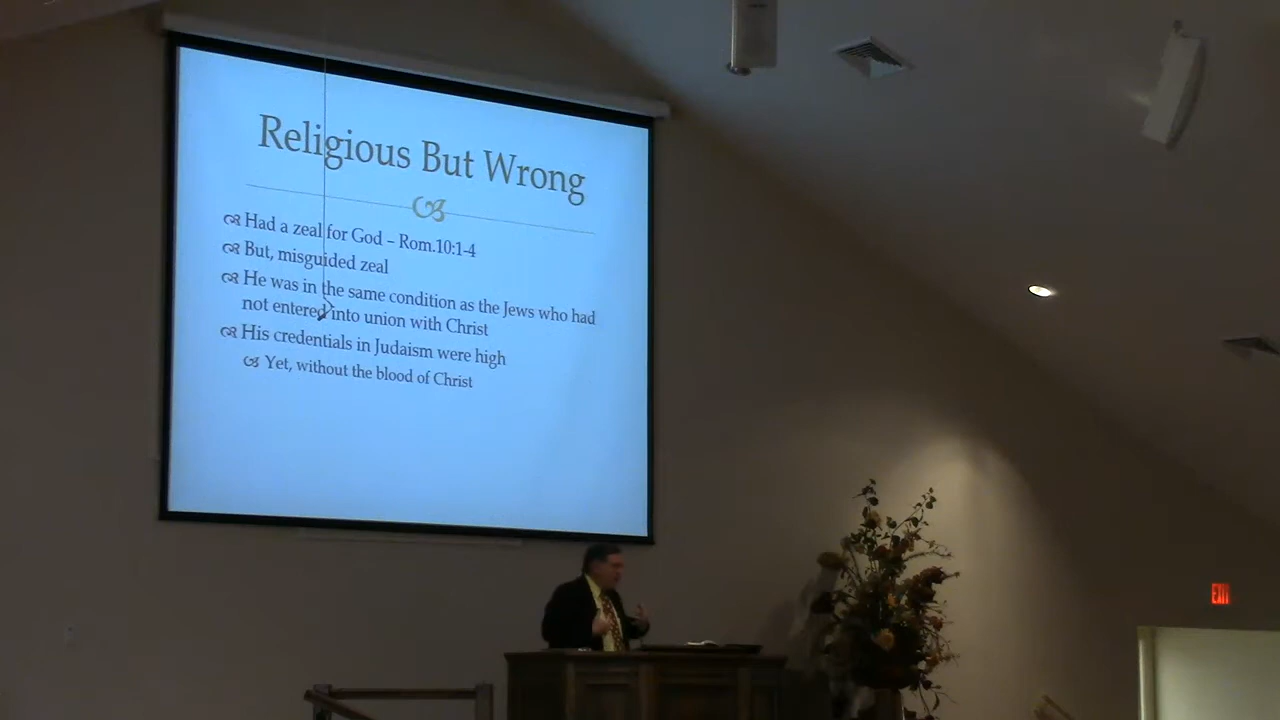 Religious But Wrong
Had a zeal for God – Rom.10:1-4
But, misguided zeal
He was in the same condition as the Jews who had
not entered into union with Christ
His credentials in Judaism were high
Yet, without the blood of Christ
EXIT